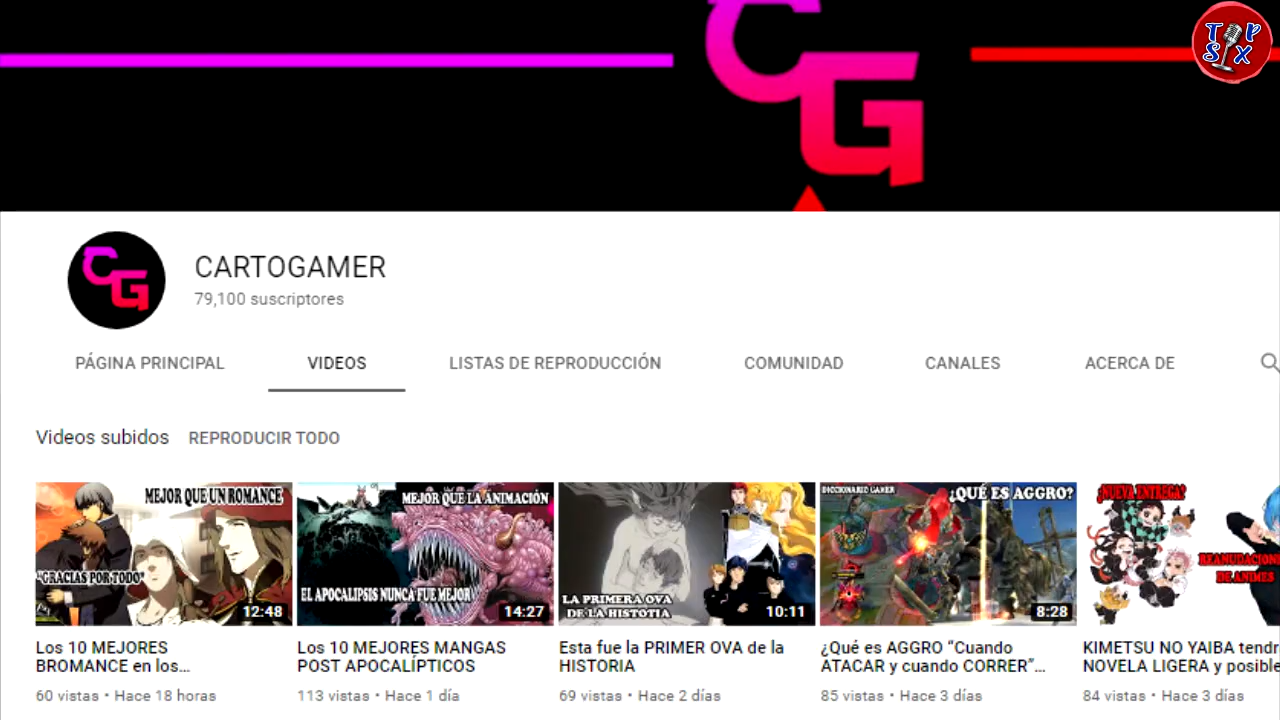 CG
TOP
SIX
CG
CARTOGAMER
79,100 suscriptores
PÁGINA PRINCIPAL
VIDEOS
LISTAS DE REPRODUCCIÓN
COMUNIDAD
CANALES
ACERCA DE
Videos subidos
REPRODUCIR TODO
MEJOR QUE UN ROMANCE
"GRACIAS POR TODO"
12:48
MEJOR QUE LA ANIMACIÓN
EL APOCALIPSIS NUNCA FUE MEJOR
14:27
LA PRIMERA OVA
DE LA HISTOTIA
10:11
DICCIONARIO GAMER
¿QUÉ ES AGGRO?
8:28
¿NUEVA ENTREGA?
REANUDACION
DE ANIMES
Los 10 MEJORES
BROMANCE en los...
60 vistas • Hace 18 horas
Los 10 MEJORES MANGAS
POST APOCALÍPTICOS
113 vistas • Hace 1 día
Esta fue la PRIMER OVA de la
HISTORIA
69 vistas • Hace 2 días
¿Qué es AGGRO “Cuando
ATACAR y cuando CORRER”...
85 vistas • Hace 3 días
KIMETSU NO YAIBA tendr
NOVELA LIGERA y posible
84 vistas • Hace 3 días